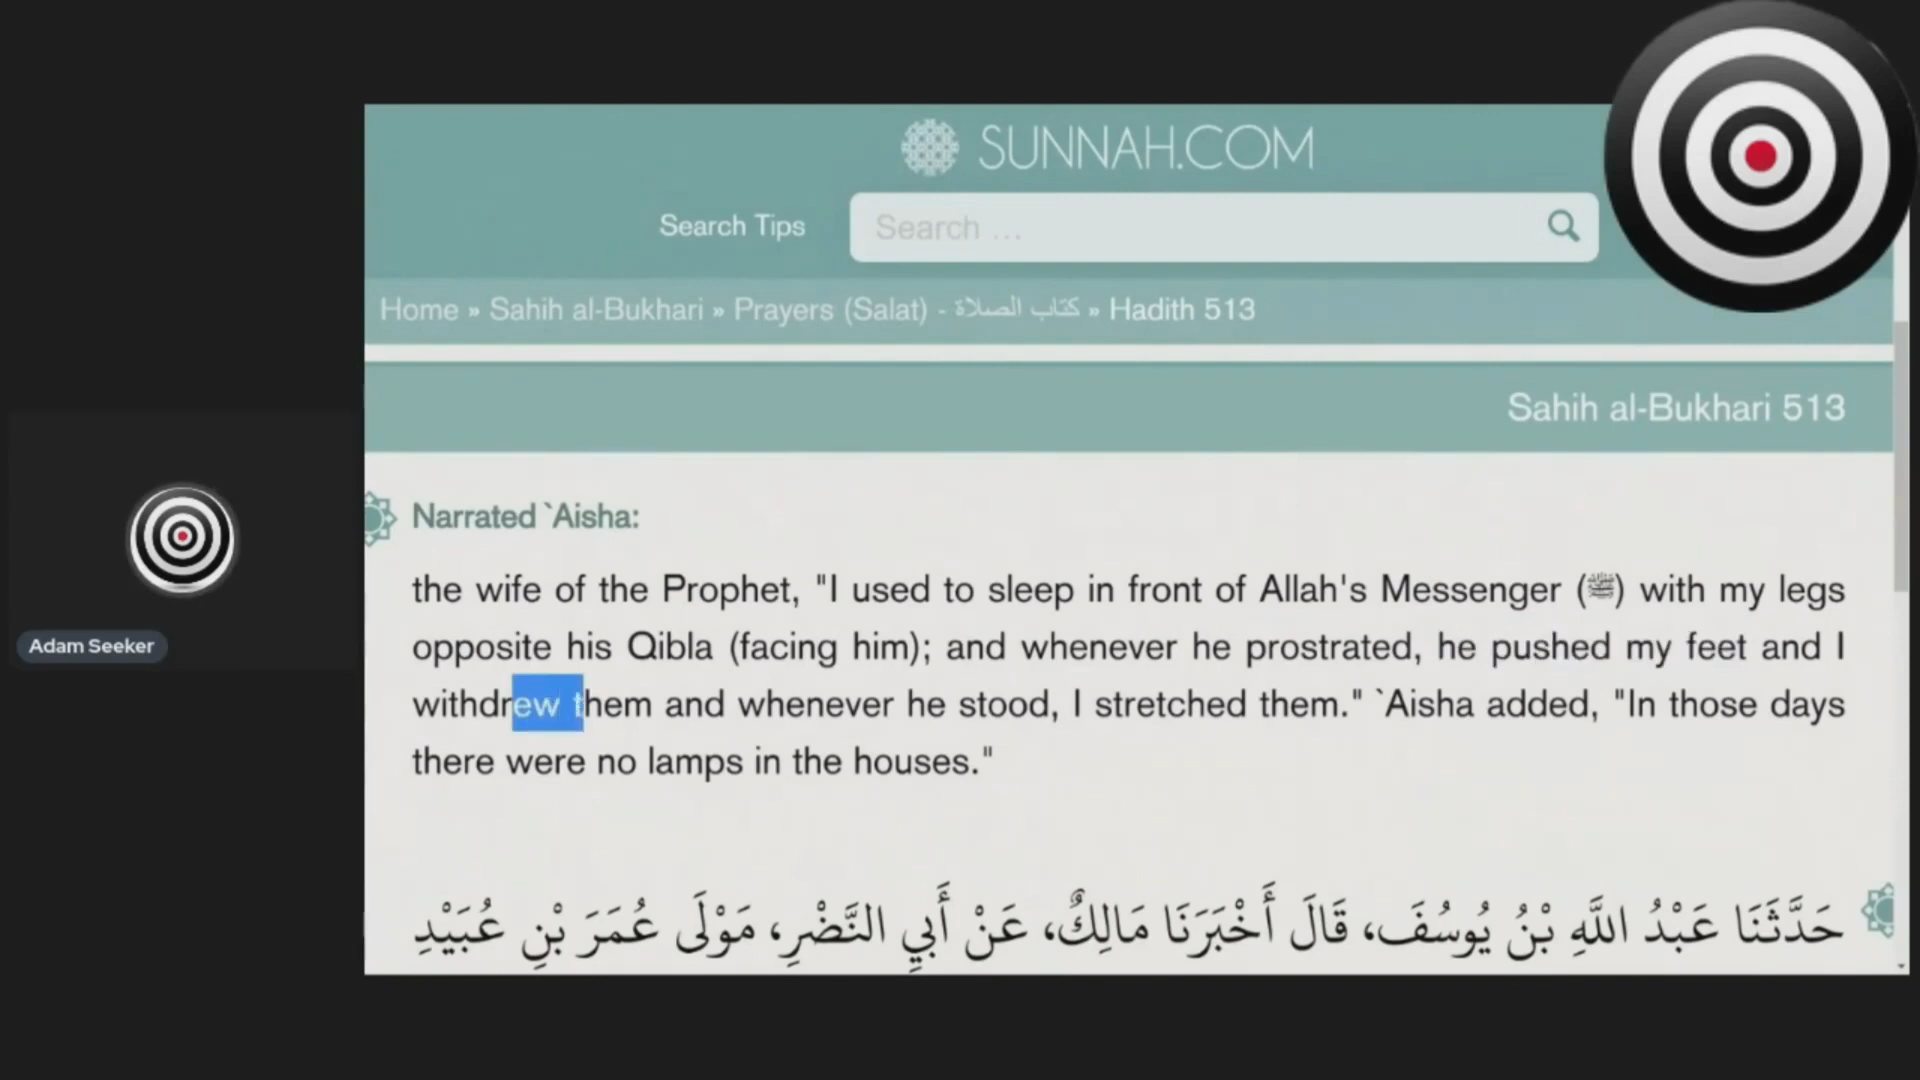 SUNNAH.COM
Search Tips
Search ...
Home » Sahih al-Bukhari » Prayers (Salat) - كتاب الصلاة » Hadith 513
Sahih al-Bukhari 513
Narrated `Aisha:
the wife of the Prophet, "I used to sleep in front of Allah's Messenger (ﷺ) with my legs
opposite his Qibla (facing him); and whenever he prostrated, he pushed my feet and I
withdrew them and whenever he stood, I stretched them." `Aisha added, "In those days
there were no lamps in the houses."
حَدَّثَنَا عَبْدُ اللَّهِ بْنُ يُوسُفَ، قَالَ أَخْبَرَنَا مَالِكٌ، عَنْ أَبِي النَّضْرِ، مَوْلَى عُمَرَ بْنِ عُبَيْدِ
Adam Seeker